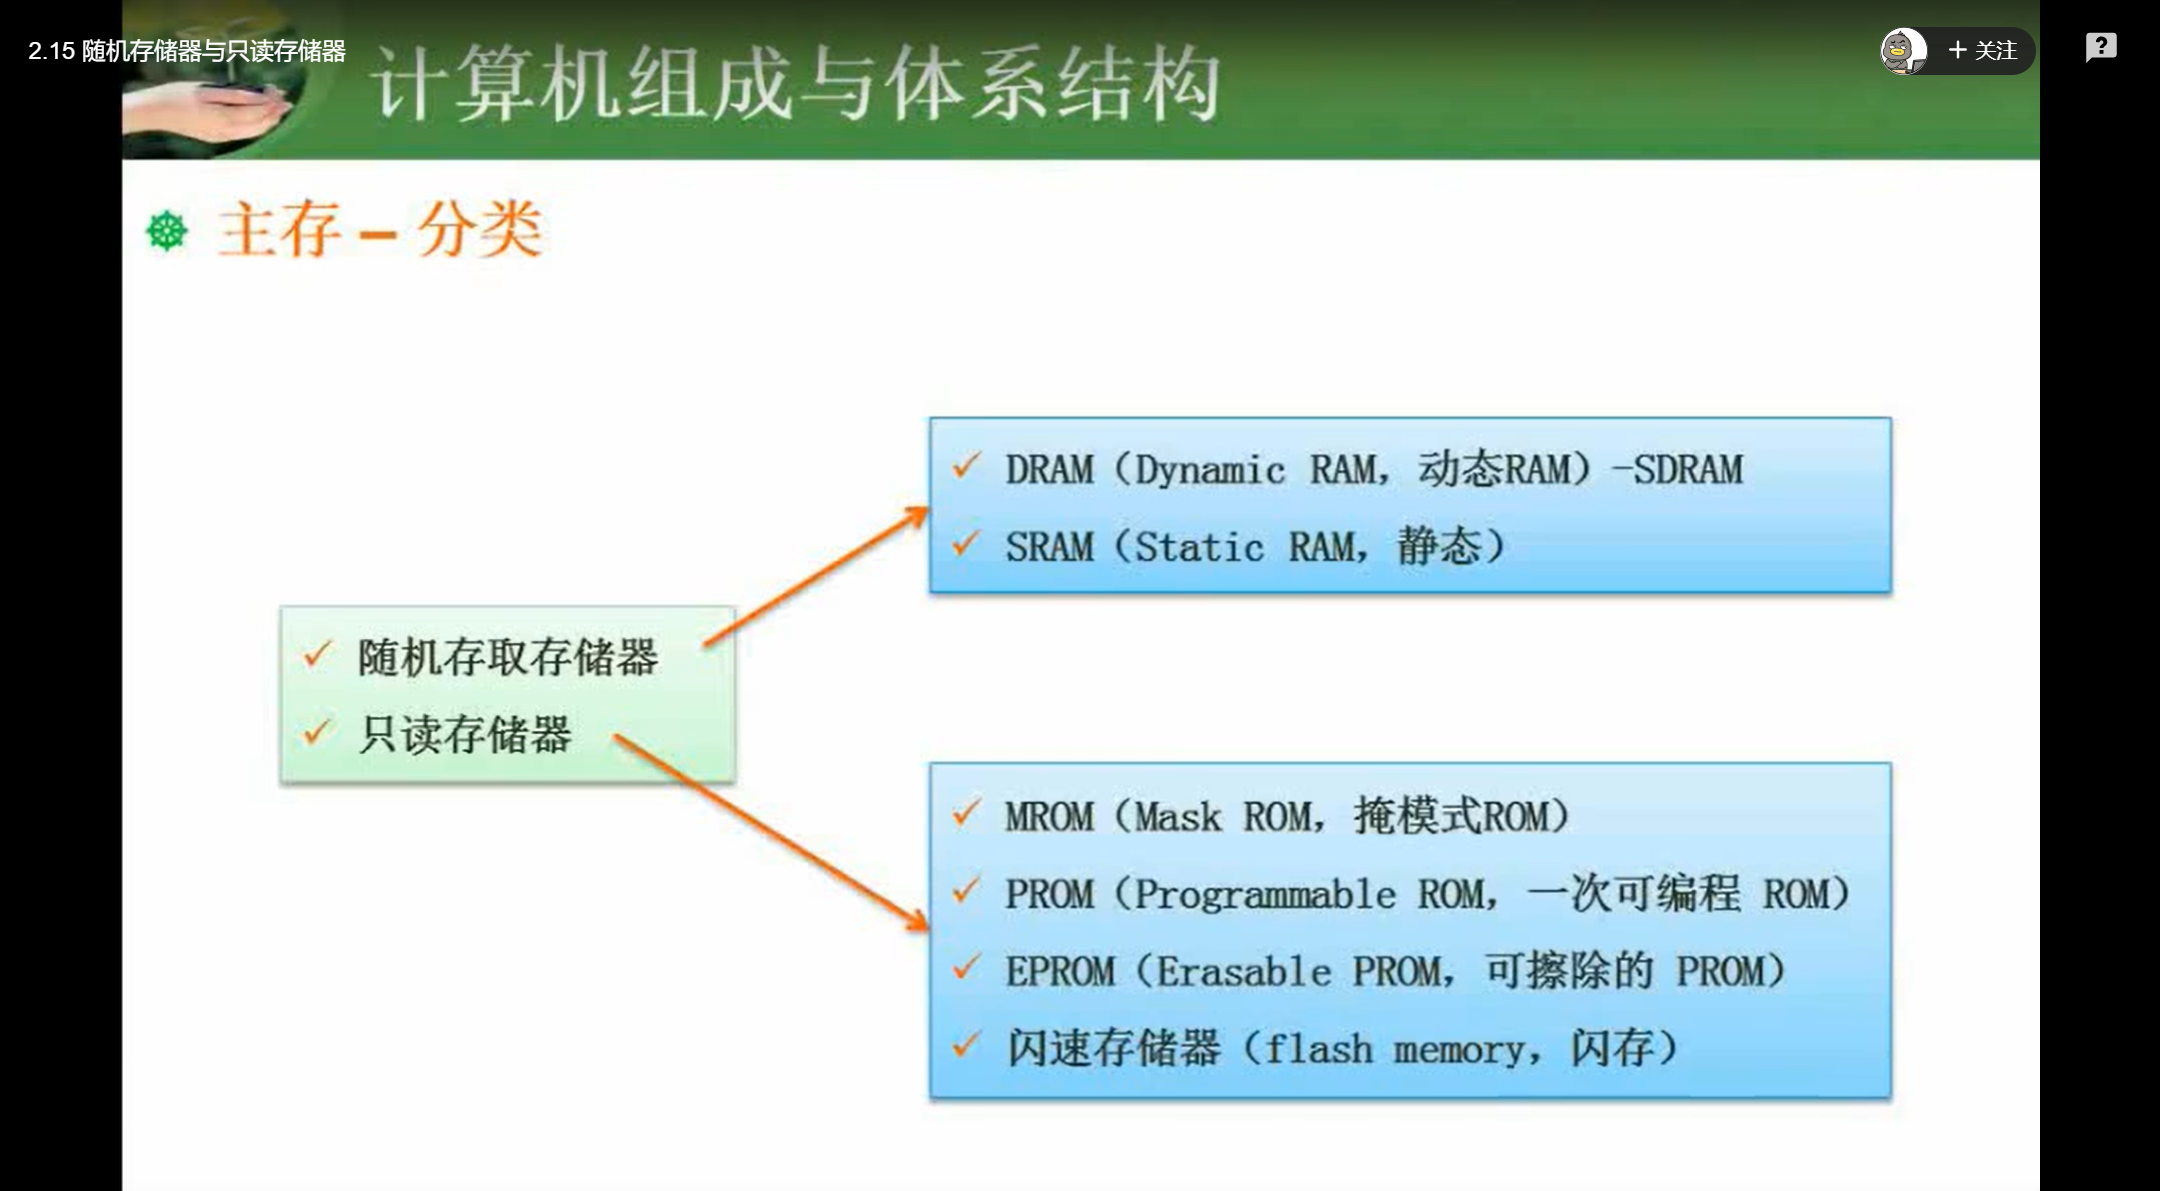 2.15 随机存储器与只读存储器
计算机组成与体系结构
+ 关注
主存 – 分类
DRAM（Dynamic RAM，动态RAM）-SDRAM
SRAM（Static RAM，静态）
随机存取存储器
只读存储器
MROM（Mask ROM，掩模式ROM）
PROM（Programmable ROM，一次可编程 ROM）
EPROM（Erasable PROM，可擦除的 PROM）
闪速存储器（flash memory，闪存）